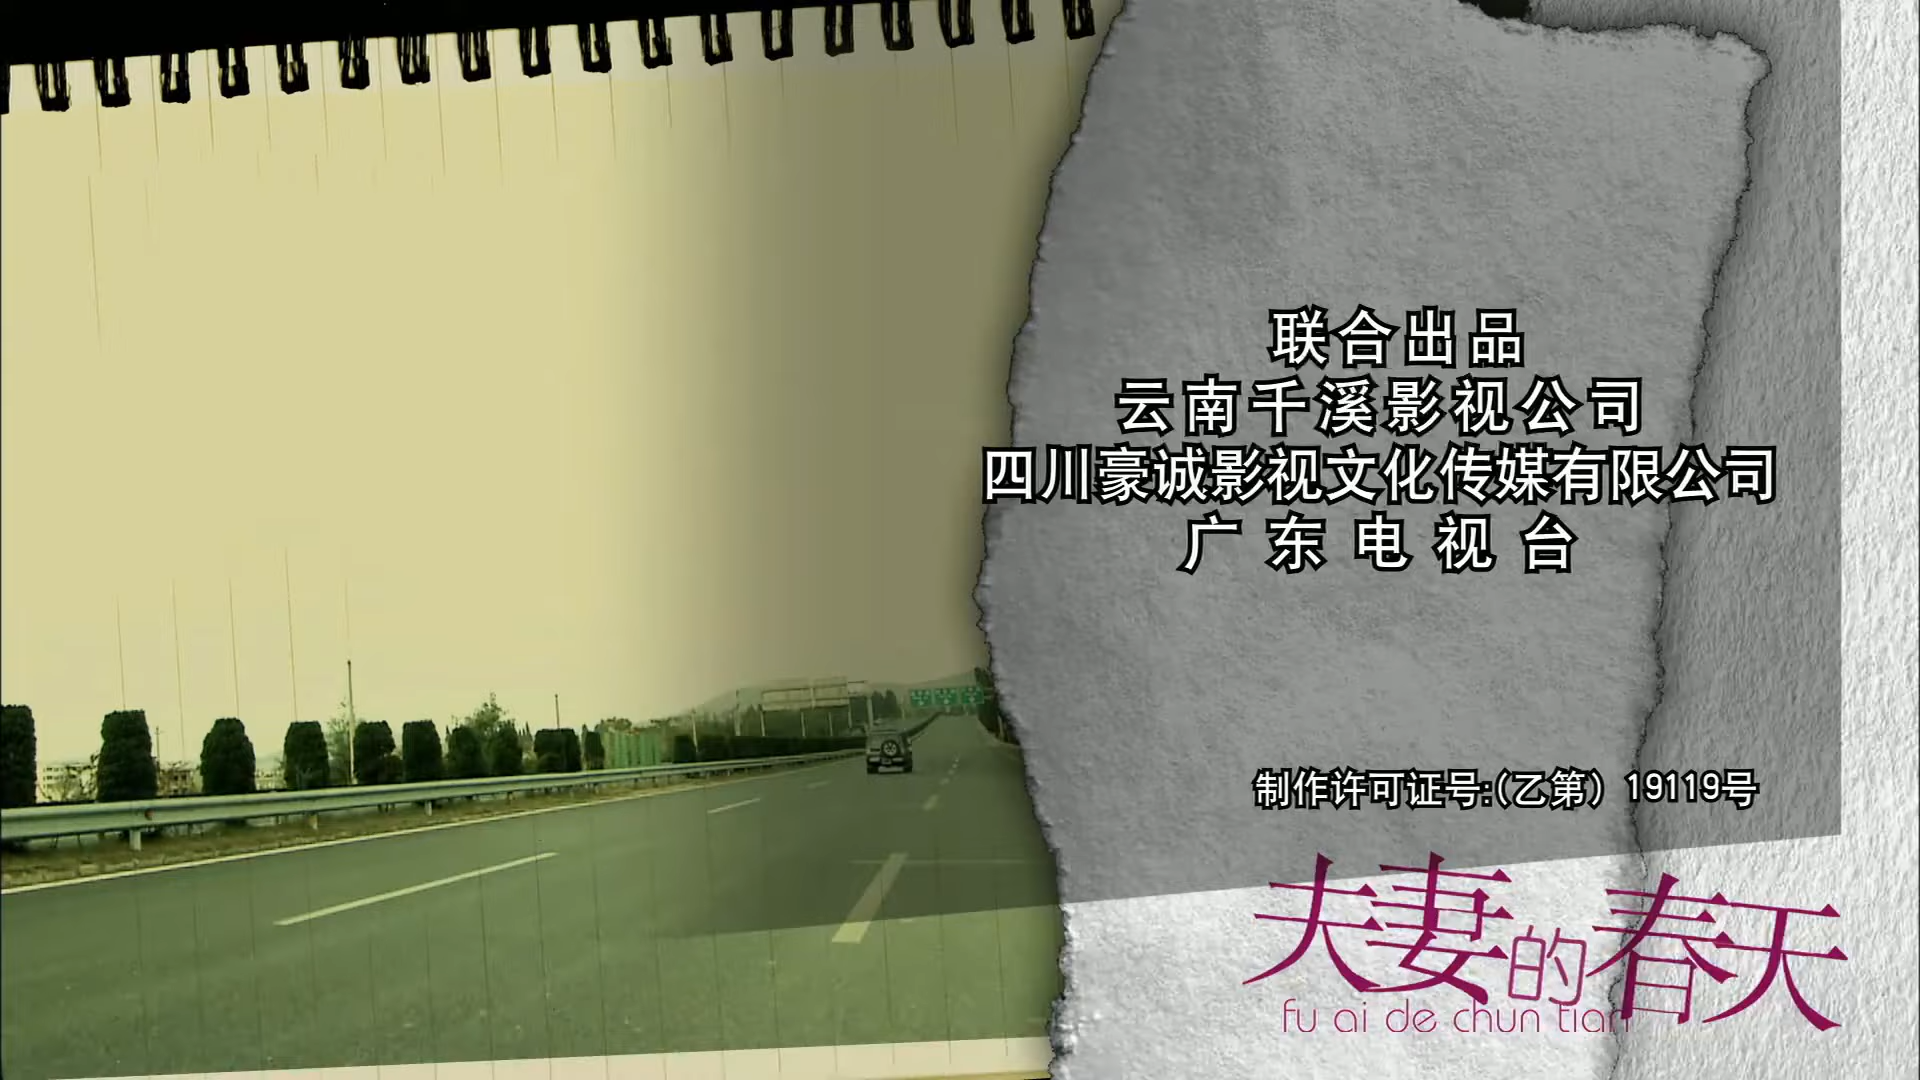 联合出品
云南千溪影视公司
四川豪诚影视文化传媒有限公司
广东电视台
制作许可证号:(乙第) 19119号
夫妻的春天
fu ai de chun tian